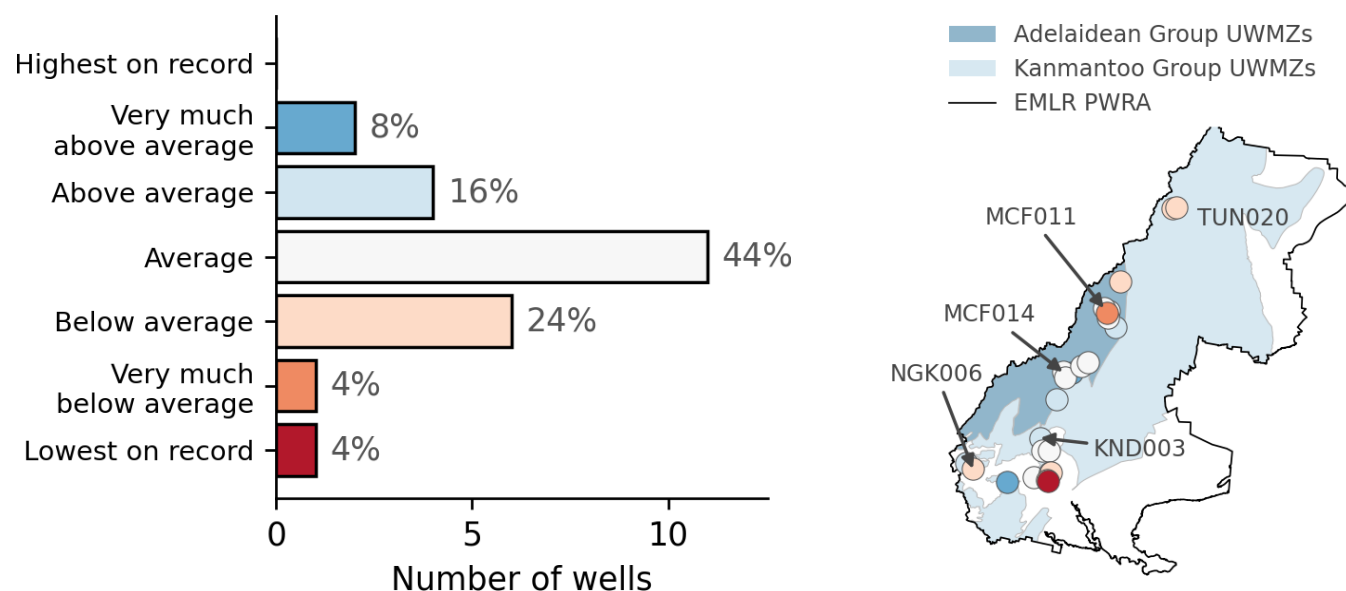 Highest on record
Very much
above average
8%
Above average
16%
Average
44%
Below average
24%
Very much
below average
4%
Lowest on record
4%
0
5
10
Number of wells
Adelaidean Group UWMZs
Kanmantoo Group UWMZs
EMLR PWRA
MCF011
TUN020
MCF014
NGK006
KND003